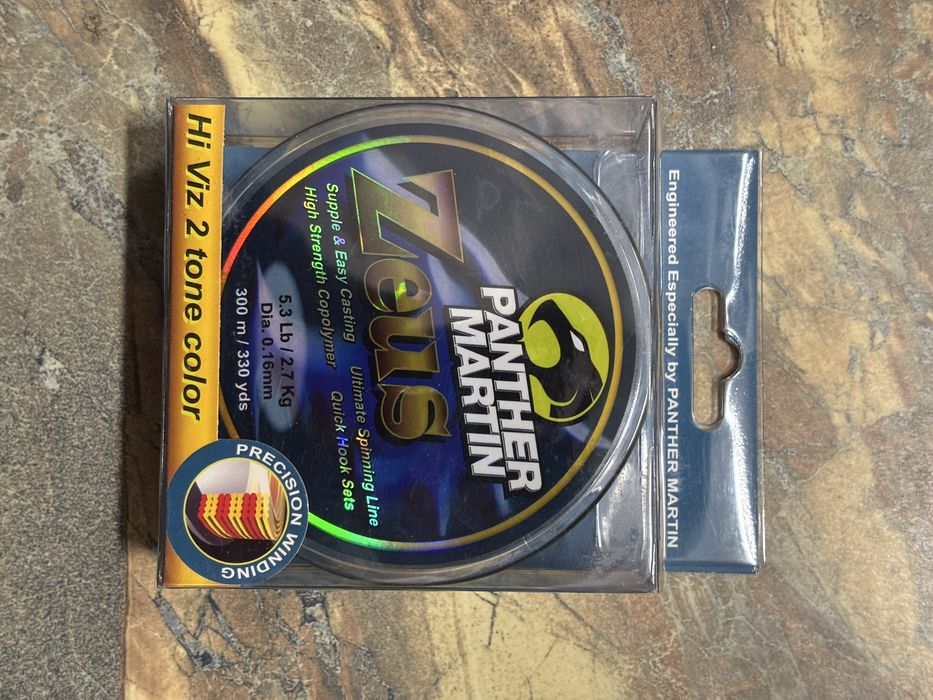 Engineered Especially by PANTHER MARTIN
PANTHER
MARTIN
Zeus
Supple & Easy Casting
Ultimate Spinning Line
High Strength Copolymer
Quick Hook Sets
5.3 Lb / 2.7 Kg
Dia. 0.16mm
300 m / 330 yds
Hi Viz 2 tone color
PRECISION WINDING